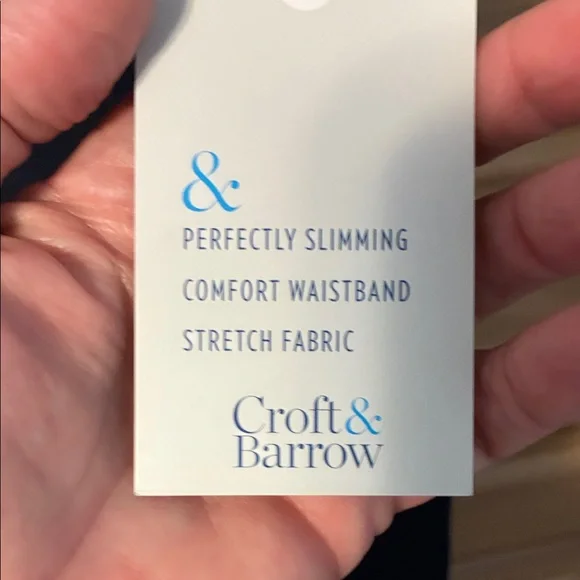 &
PERFECTLY SLIMMING
COMFORT WAISTBAND
STRETCH FABRIC
Croft&
Barrow